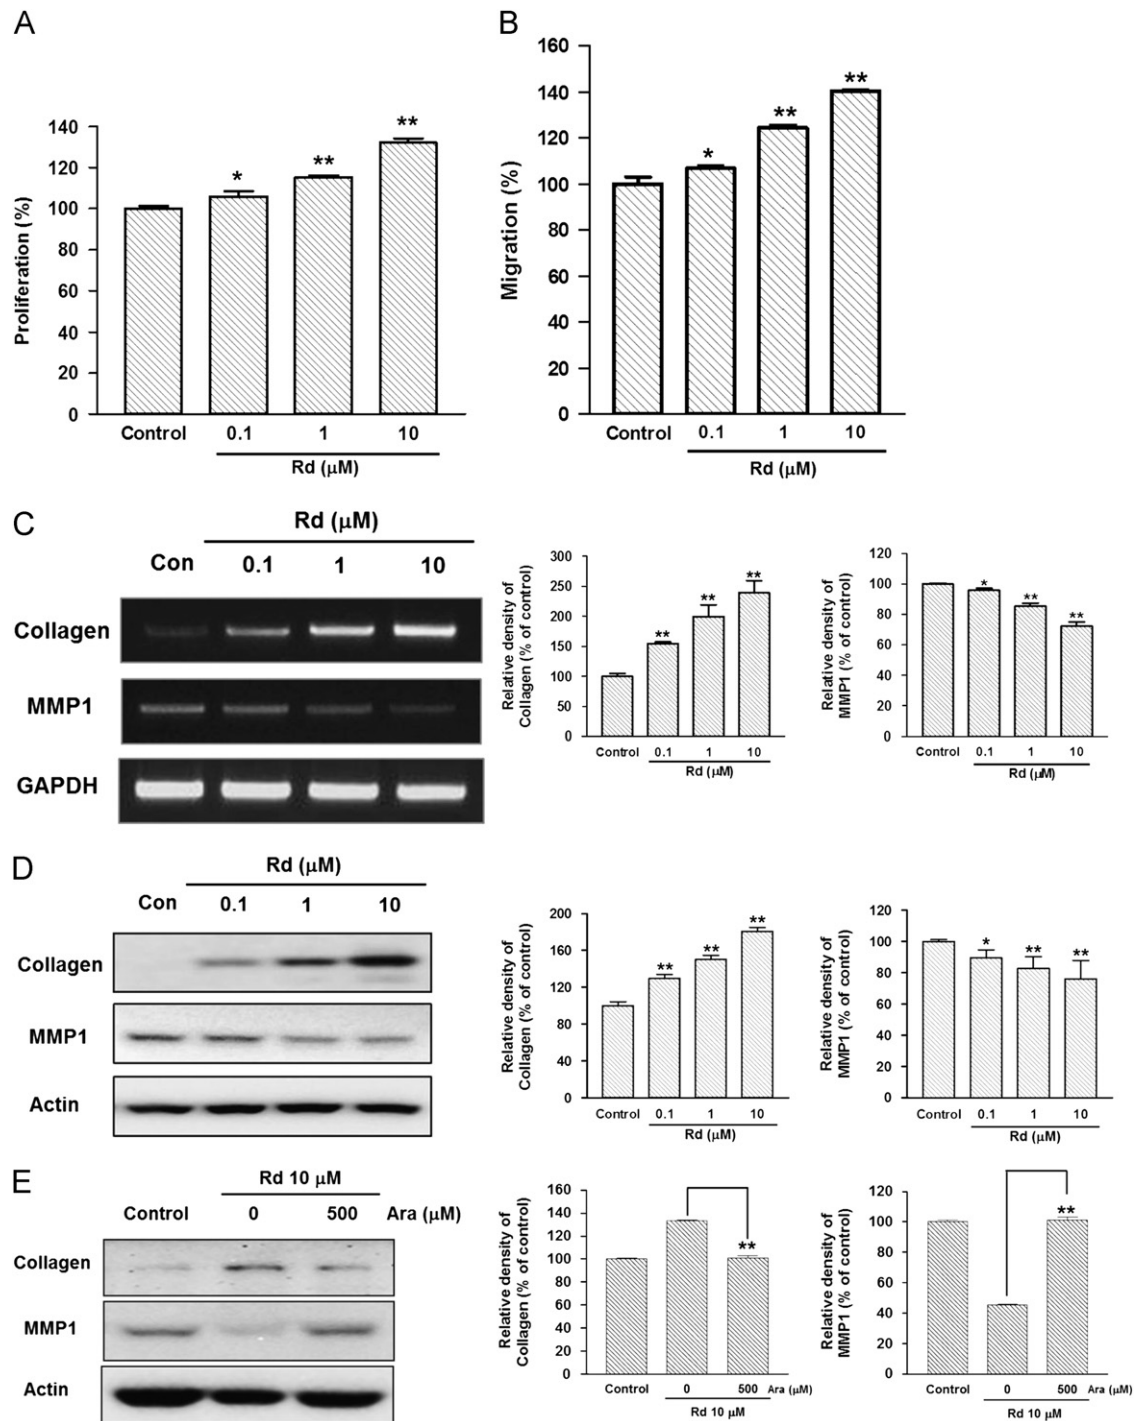 A
Proliferation (%)
140
120
100
80
60
40
20
0
*
**
**
Control 0.1 1 10
Rd (μM)
B
Migration (%)
160
140
120
100
80
60
40
20
0
*
**
**
Control 0.1 1 10
Rd (μM)
C
Rd (μM)
Con 0.1 1 10
Collagen
MMP1
GAPDH
Relative density of
Collagen (% of control)
300
250
200
150
100
50
0
**
**
**
Control 0.1 1 10
Rd (μM)
Relative density of
MMP1 (% of control)
120
100
80
60
40
20
0
*
**
**
Control 0.1 1 10
Rd (μM)
D
Rd (μM)
Con 0.1 1 10
Collagen
MMP1
Actin
Relative density of
Collagen (% of control)
200
160
120
80
40
0
**
**
**
Control 0.1 1 10
Rd (μM)
Relative density of
MMP1 (% of control)
120
100
80
60
40
20
0
*
**
**
Control 0.1 1 10
Rd (μM)
E
Rd 10 μM
Control 0 500 Ara (μM)
Collagen
MMP1
Actin
Relative density of
Collagen (% of control)
160
140
120
100
80
60
40
20
0
**
Control 0 500 Ara (μM)
Rd 10 μM
Relative density of
MMP1 (% of control)
120
100
80
60
40
20
0
**
Control 0 500 Ara (μM)
Rd 10 μM